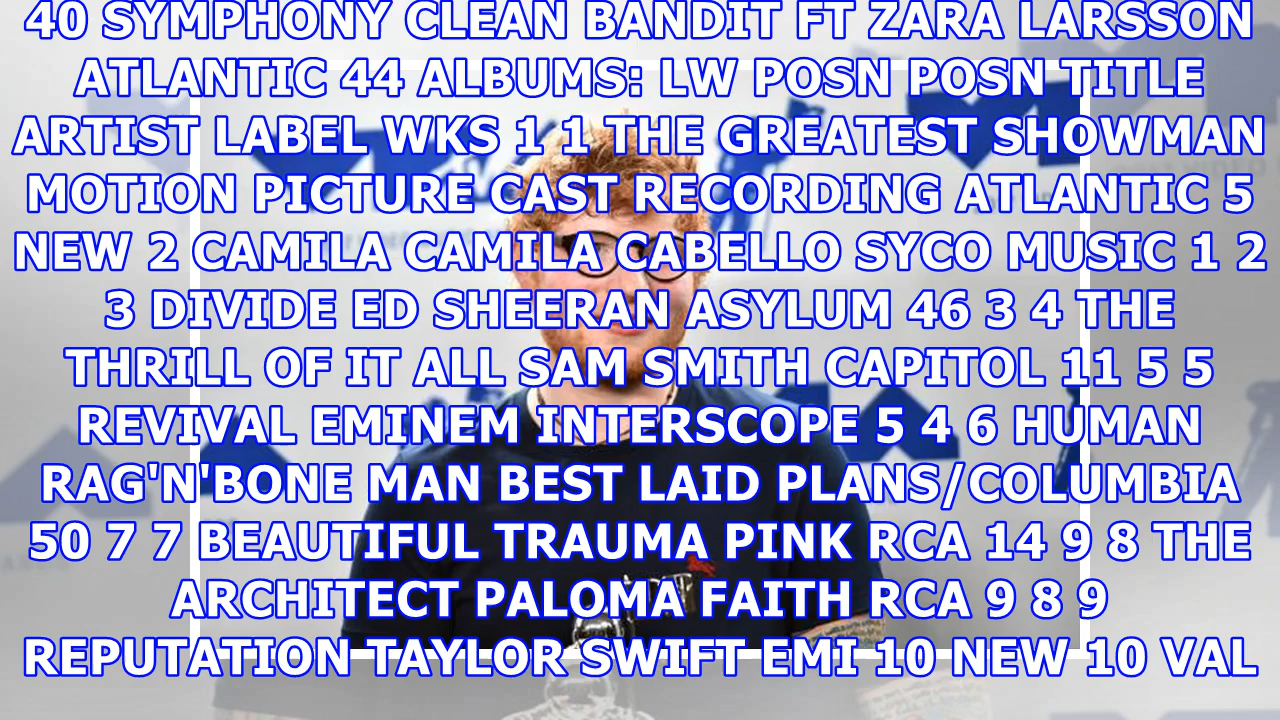 40 SYMPHONY CLEAN BANDIT FT ZARA LARSSON
ATLANTIC 44 ALBUMS: LW POSN POSN TITLE
ARTIST LABEL WKS 1 1 THE GREATEST SHOWMAN
MOTION PICTURE CAST RECORDING ATLANTIC 5
NEW 2 CAMILA CAMILA CABELLO SYCO MUSIC 1 2
3 DIVIDE ED SHEERAN ASYLUM 46 3 4 THE
THRILL OF IT ALL SAM SMITH CAPITOL 11 5 5
REVIVAL EMINEM INTERSCOPE 5 4 6 HUMAN
RAG'N'BONE MAN BEST LAID PLANS/COLUMBIA
50 7 7 BEAUTIFUL TRAUMA PINK RCA 14 9 8 THE
ARCHITECT PALOMA FAITH RCA 9 8 9
REPUTATION TAYLOR SWIFT EMI 10 NEW 10 VAL